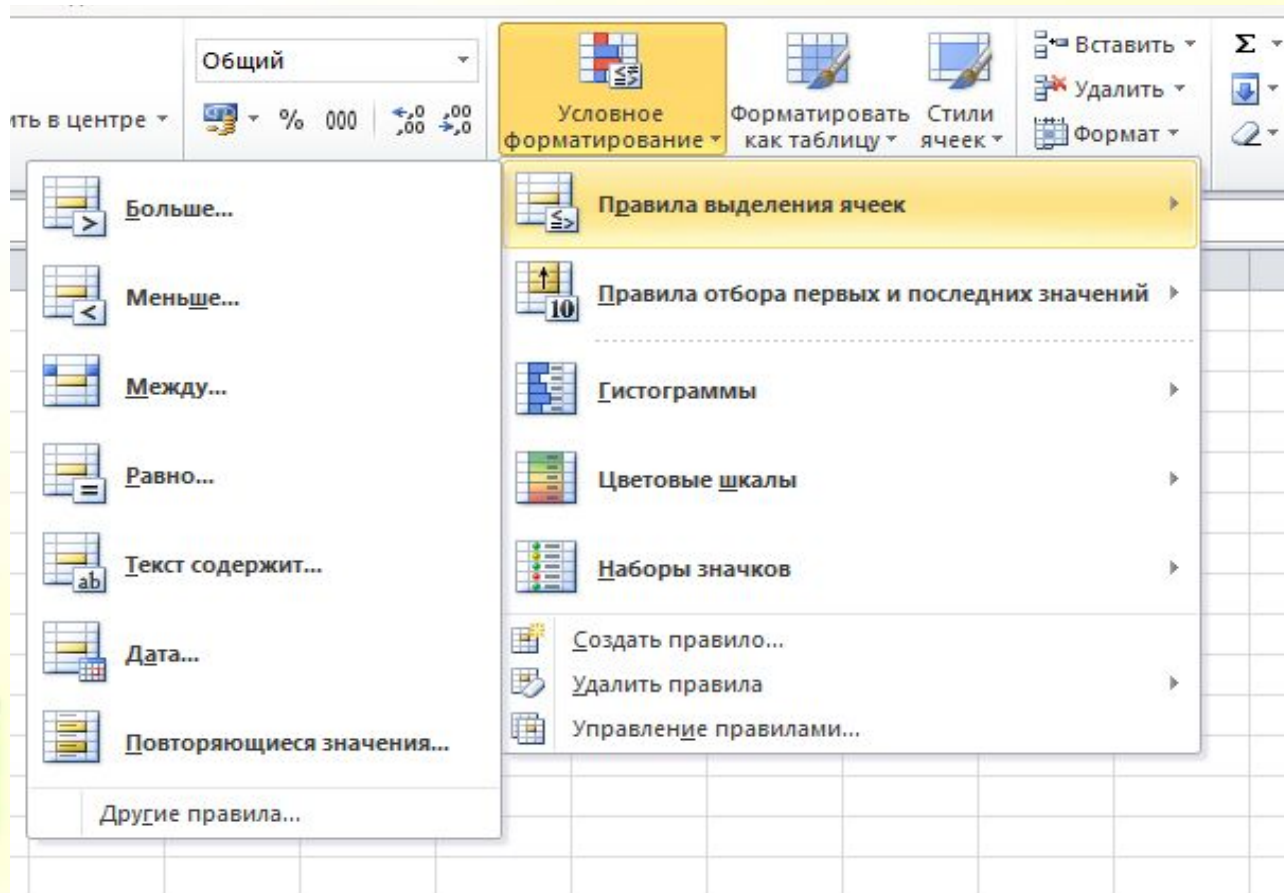 Общий
Вставить
Σ
Удалить
ить в центре
% 000 ,0 ,00 ,00 ,0
Условное форматирование
Форматировать как таблицу
Стили ячеек
Формат
Больше...
Меньше...
Между...
Равно...
Текст содержит...
Дата...
Повторяющиеся значения...
Другие правила...
Правила выделения ячеек
Правила отбора первых и последних значений
Гистограммы
Цветовые шкалы
Наборы значков
Создать правило...
Удалить правила
Управление правилами...